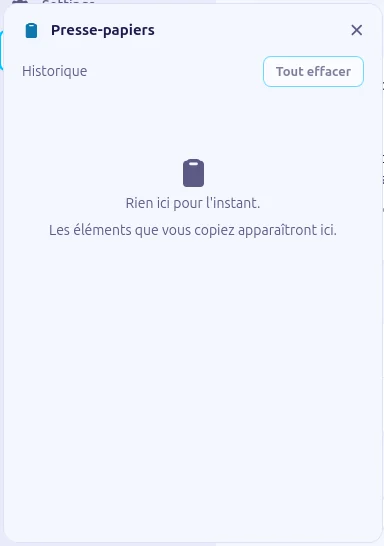 Presse-papiers
Historique
Tout effacer
Rien ici pour l'instant.
Les éléments que vous copiez apparaîtront ici.